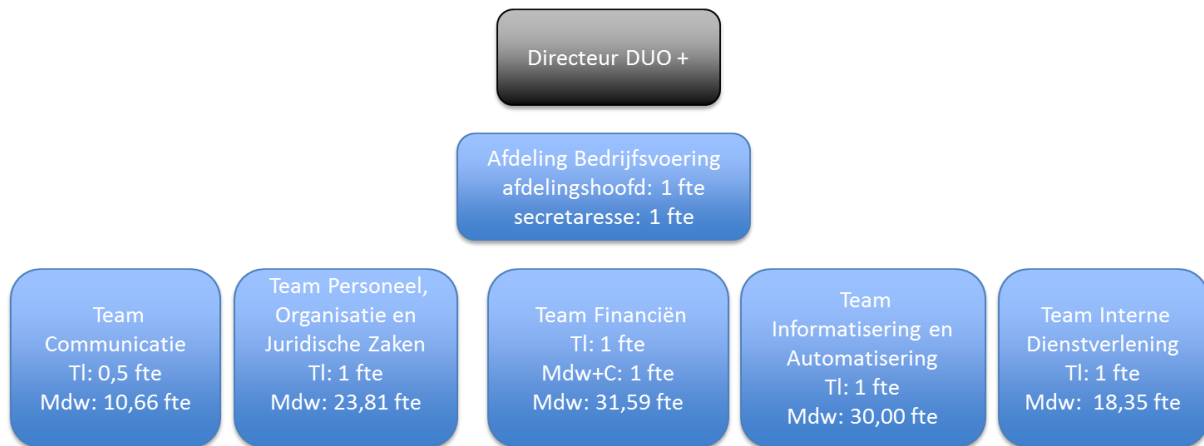 Directeur DUO +
Afdeling Bedrijfsvoering
afdelingshoofd: 1 fte
secretaresse: 1 fte
Team
Communicatie
Tl: 0,5 fte
Mdw: 10,66 fte
Team Personeel,
Organisatie en
Juridische Zaken
Tl: 1 fte
Mdw: 23,81 fte
Team Financiën
Tl: 1 fte
Mdw+C: 1 fte
Mdw: 31,59 fte
Team
Informatisering en
Automatisering
Tl: 1 fte
Mdw: 30,00 fte
Team Interne
Dienstverlening
Tl: 1 fte
Mdw: 18,35 fte